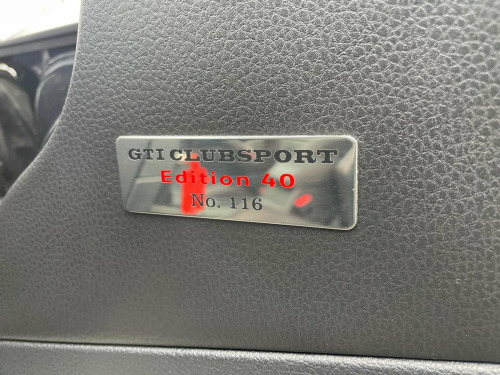 GTI CLUBSPORT
Edition 40
No. 116